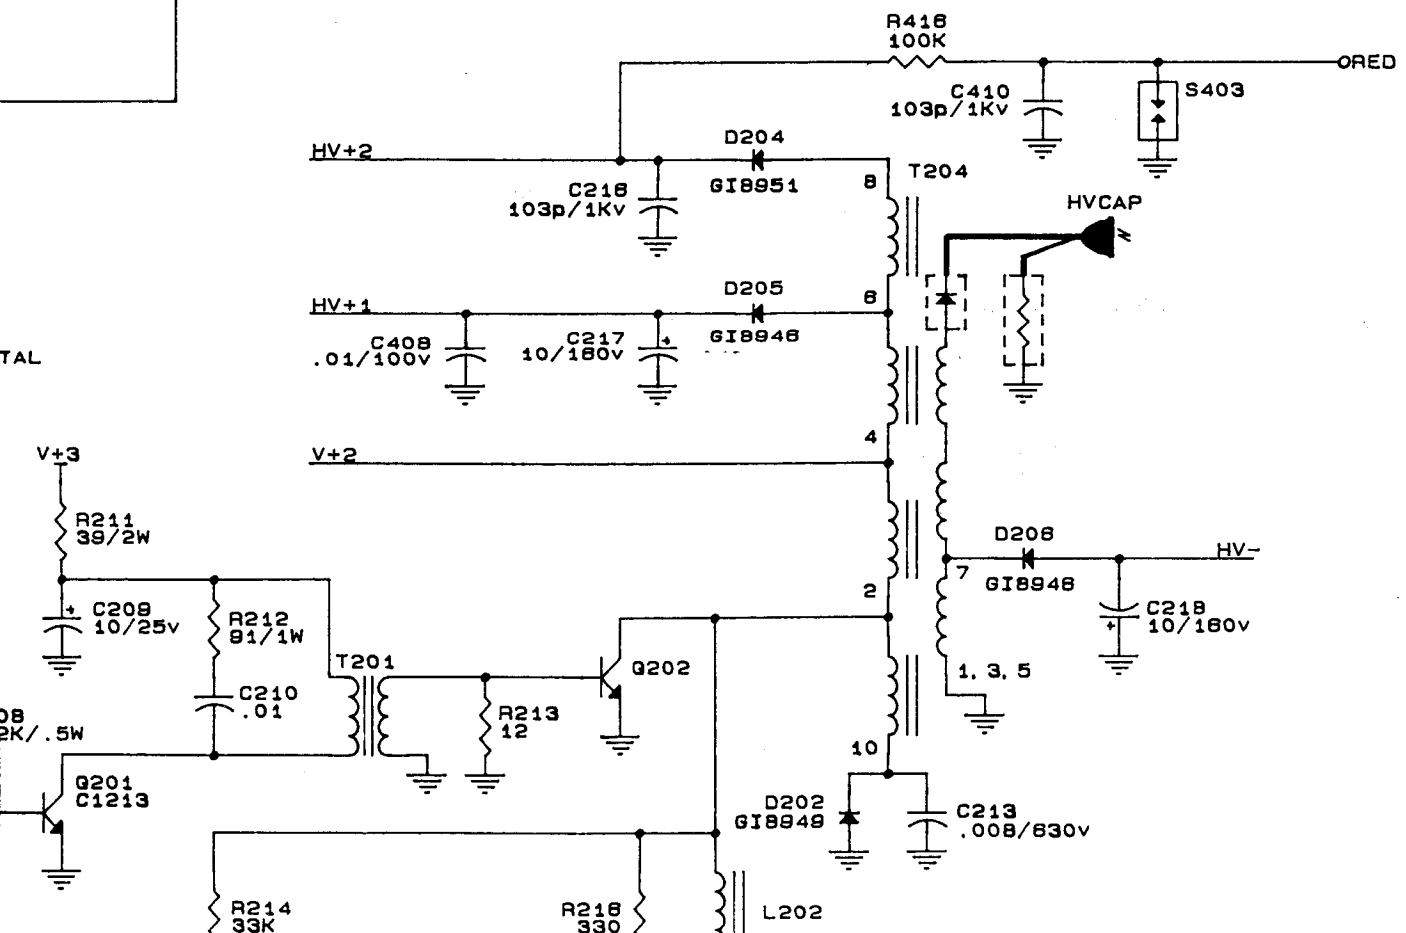 R416
100K
ORED
C410
103p/1Kv
S403
HV+2
D204
GI8951
C216
103p/1Kv
8
T204
HVCAP
HV+1
D205
GI8946
6
C408
.01/100v
C217
+
10/160v
TAL
4
V+3
V+2
R211
39/2W
D206
GI8946
HV-
7
2
+
C209
10/25v
R212
91/1W
C218
10/160v
+
T201
Q202
1, 3, 5
C210
.01
R213
12
08
2K/.5W
10
Q201
C1213
D202
GI8949
C213
.008/630v
R214
33K
R216
330
L202